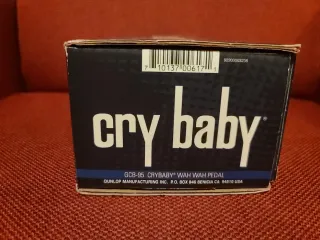 7 10137 00617 1
cry baby®
GCB-95 CRYBABY® WAH WAH PEDAL
DUNLOP MANUFACTURING INC. P.O. BOX 846 BENICIA CA 94510 USA